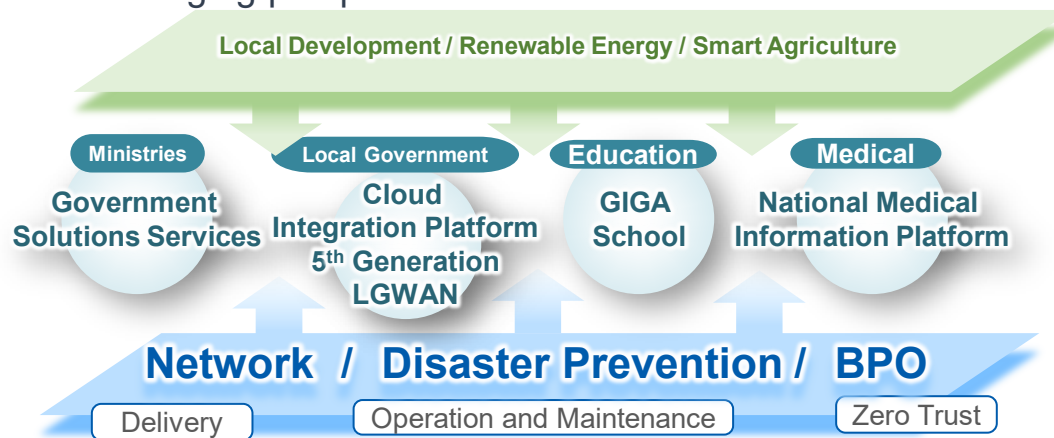 Local Development / Renewable Energy / Smart Agriculture
Ministries
Government
Solutions Services
Local Government
Cloud
Integration Platform
5th Generation
LGWAN
Education
GIGA
School
Medical
National Medical
Information Platform
Network / Disaster Prevention / BPO
Delivery
Operation and Maintenance
Zero Trust